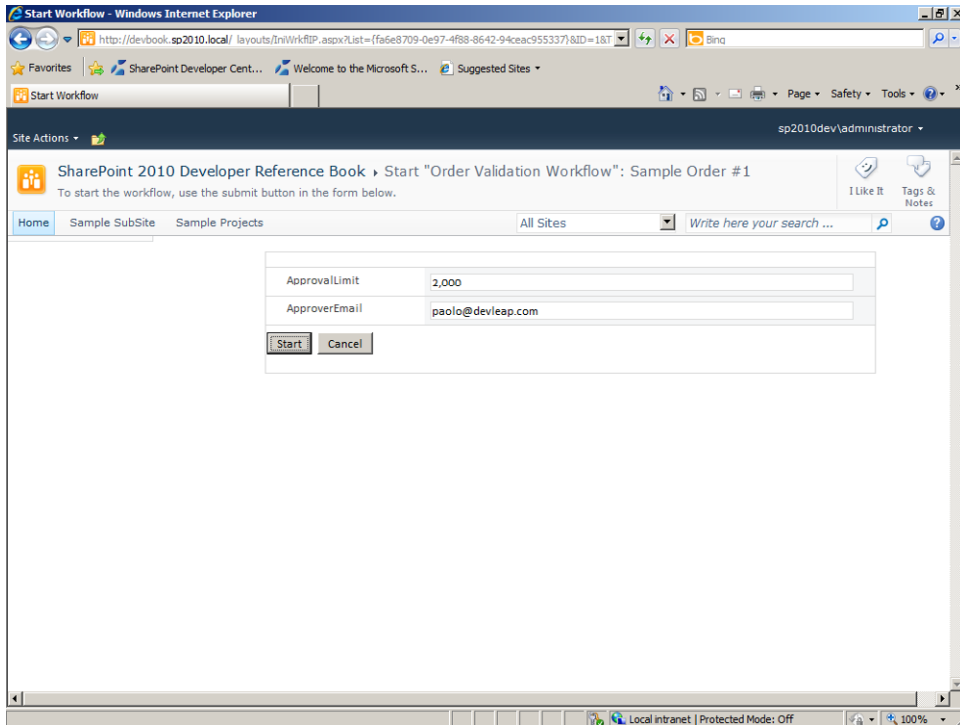 Start Workflow - Windows Internet Explorer
http://devbook.sp2010.local/_layouts/IniWrkflIP.aspx?List={fa6e8709-0e97-4f88-8642-94ceac955337}&ID=1&T
Bing
Favorites SharePoint Developer Cent... Welcome to the Microsoft S... Suggested Sites
Start Workflow Page Safety Tools »
Site Actions sp2010dev\administrator
SharePoint 2010 Developer Reference Book Start "Order Validation Workflow": Sample Order #1
To start the workflow, use the submit button in the form below.
I Like It Tags &
Notes
Home Sample SubSite Sample Projects All Sites Write here your search ...
ApprovalLimit 2,000
ApproverEmail paolo@devleap.com
Start Cancel
Local intranet | Protected Mode: Off 100%